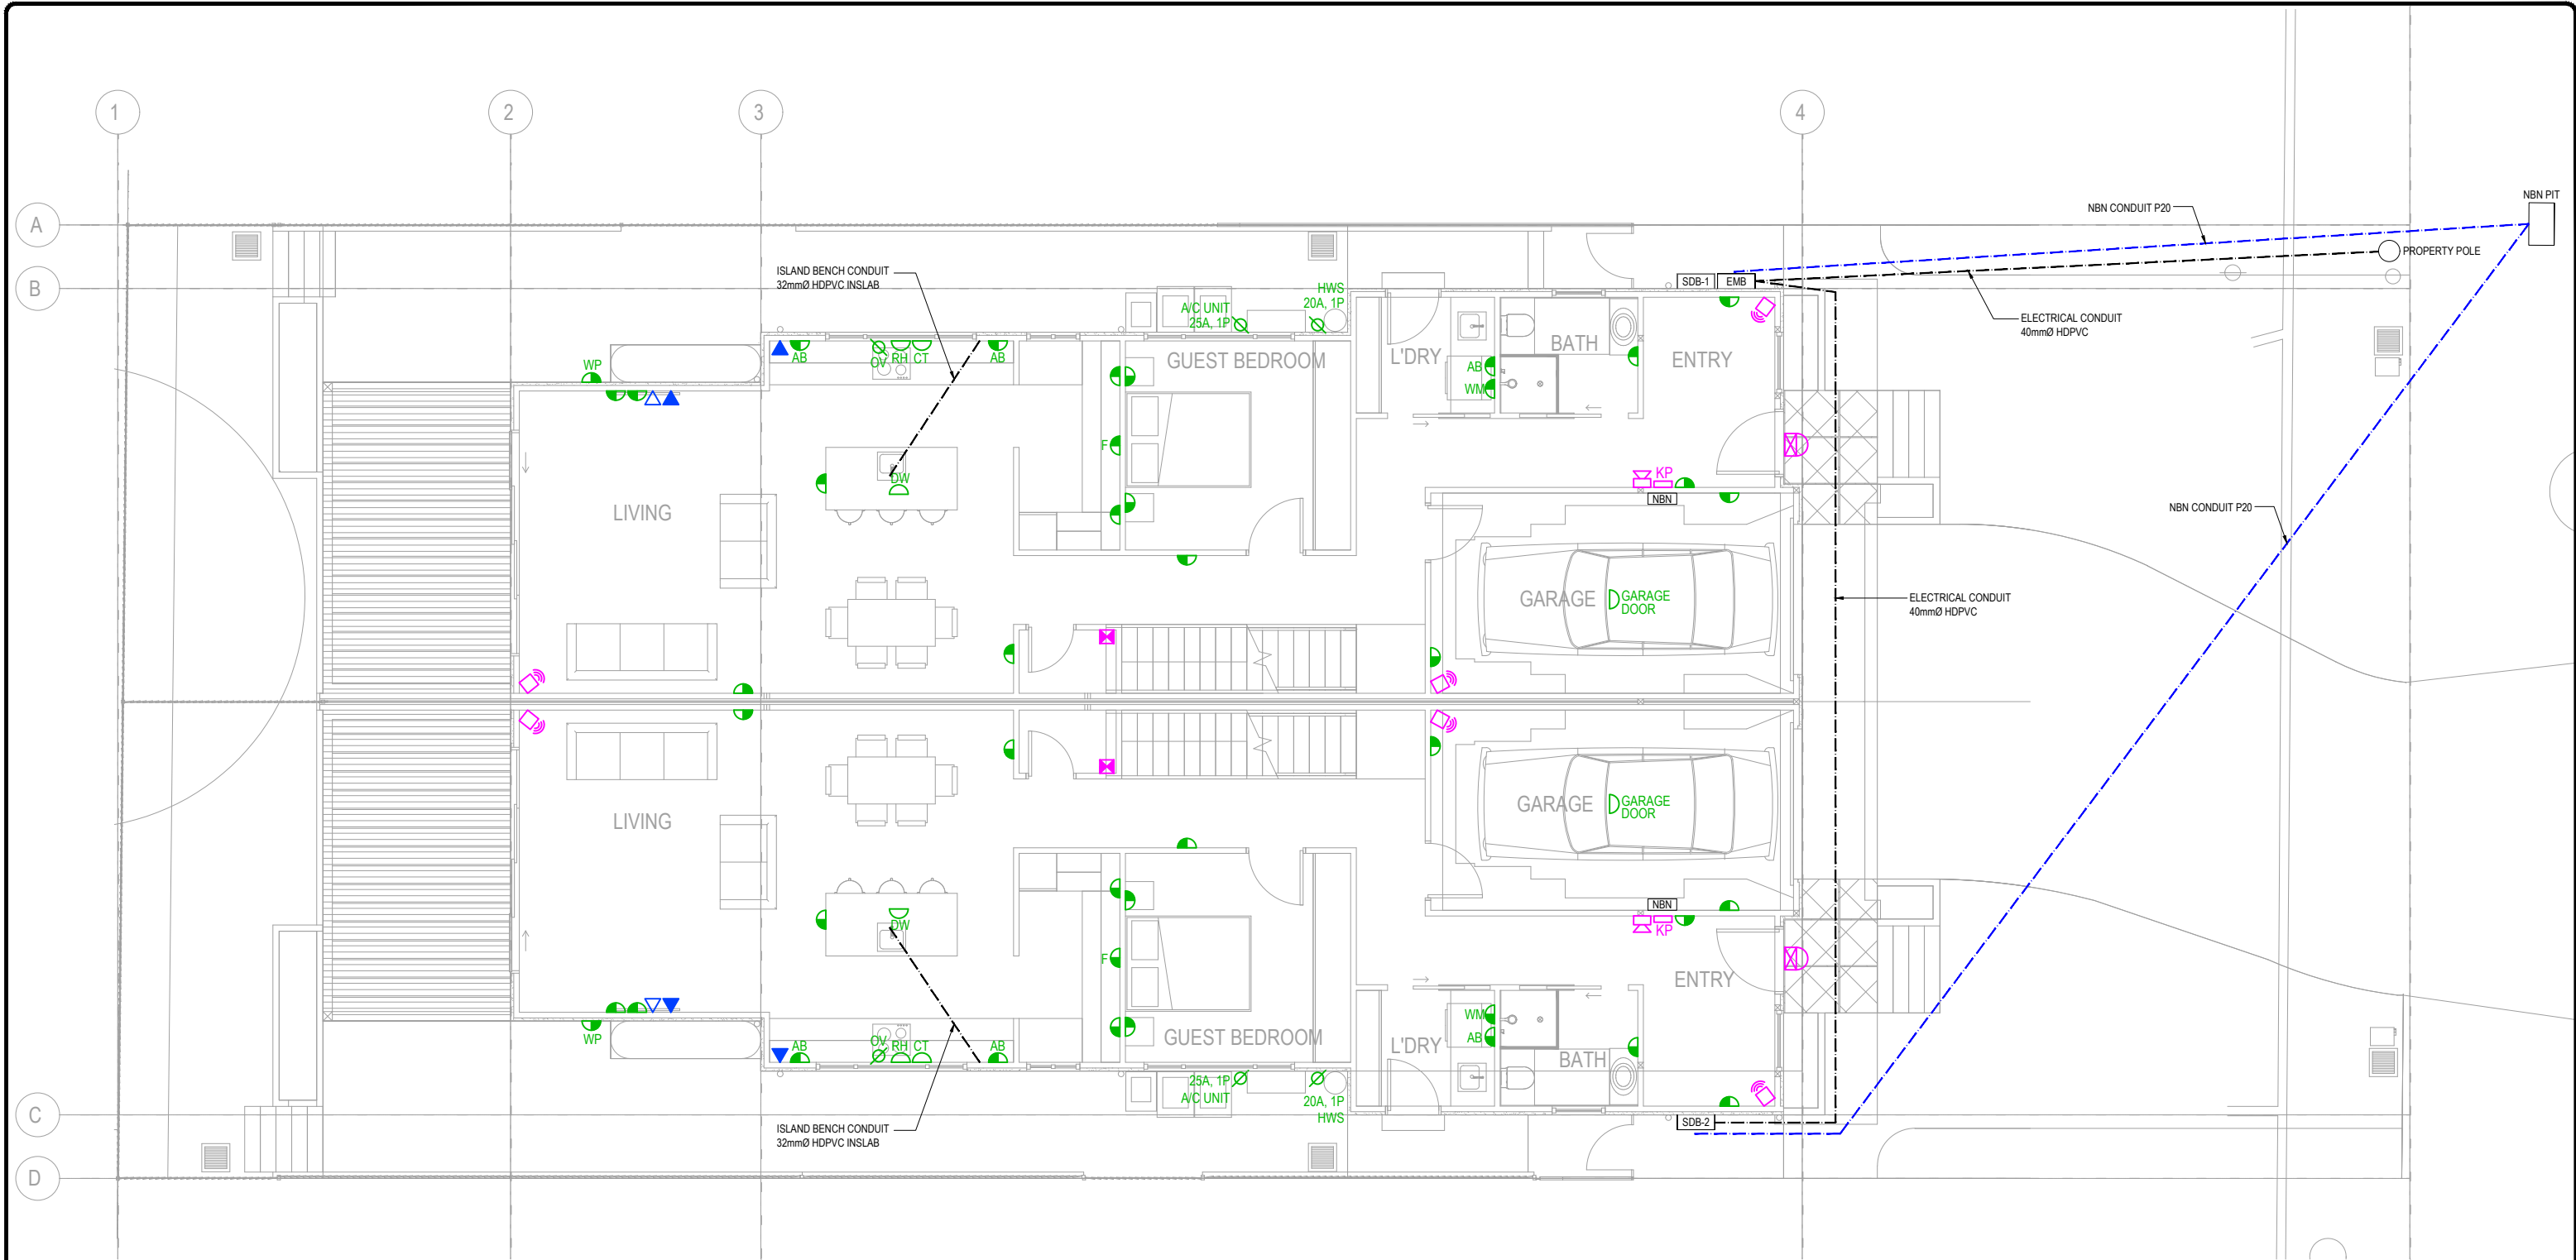 1
2
3
4
A
B
C
D
NBN PIT
NBN CONDUIT P20
PROPERTY POLE
ISLAND BENCH CONDUIT
32mmØ HDPVC INSLAB
SDB-1
EMB
HWS
20A, 1P
A/C UNIT
25A, 1P
ELECTRICAL CONDUIT
40mmØ HDPVC
WP
AB
OV
RH
CT
AB
GUEST BEDROOM
L'DRY
BATH
ENTRY
AB
WM
F
DW
KP
NBN
LIVING
NBN CONDUIT P20
GARAGE
GARAGE
DOOR
ELECTRICAL CONDUIT
40mmØ HDPVC
LIVING
GARAGE
GARAGE
DOOR
NBN
KP
DW
F
ENTRY
WM
AB
WP
AB
OV
RH
CT
AB
GUEST BEDROOM
L'DRY
BATH
25A, 1P
A/C UNIT
20A, 1P
HWS
SDB-2
ISLAND BENCH CONDUIT
32mmØ HDPVC INSLAB